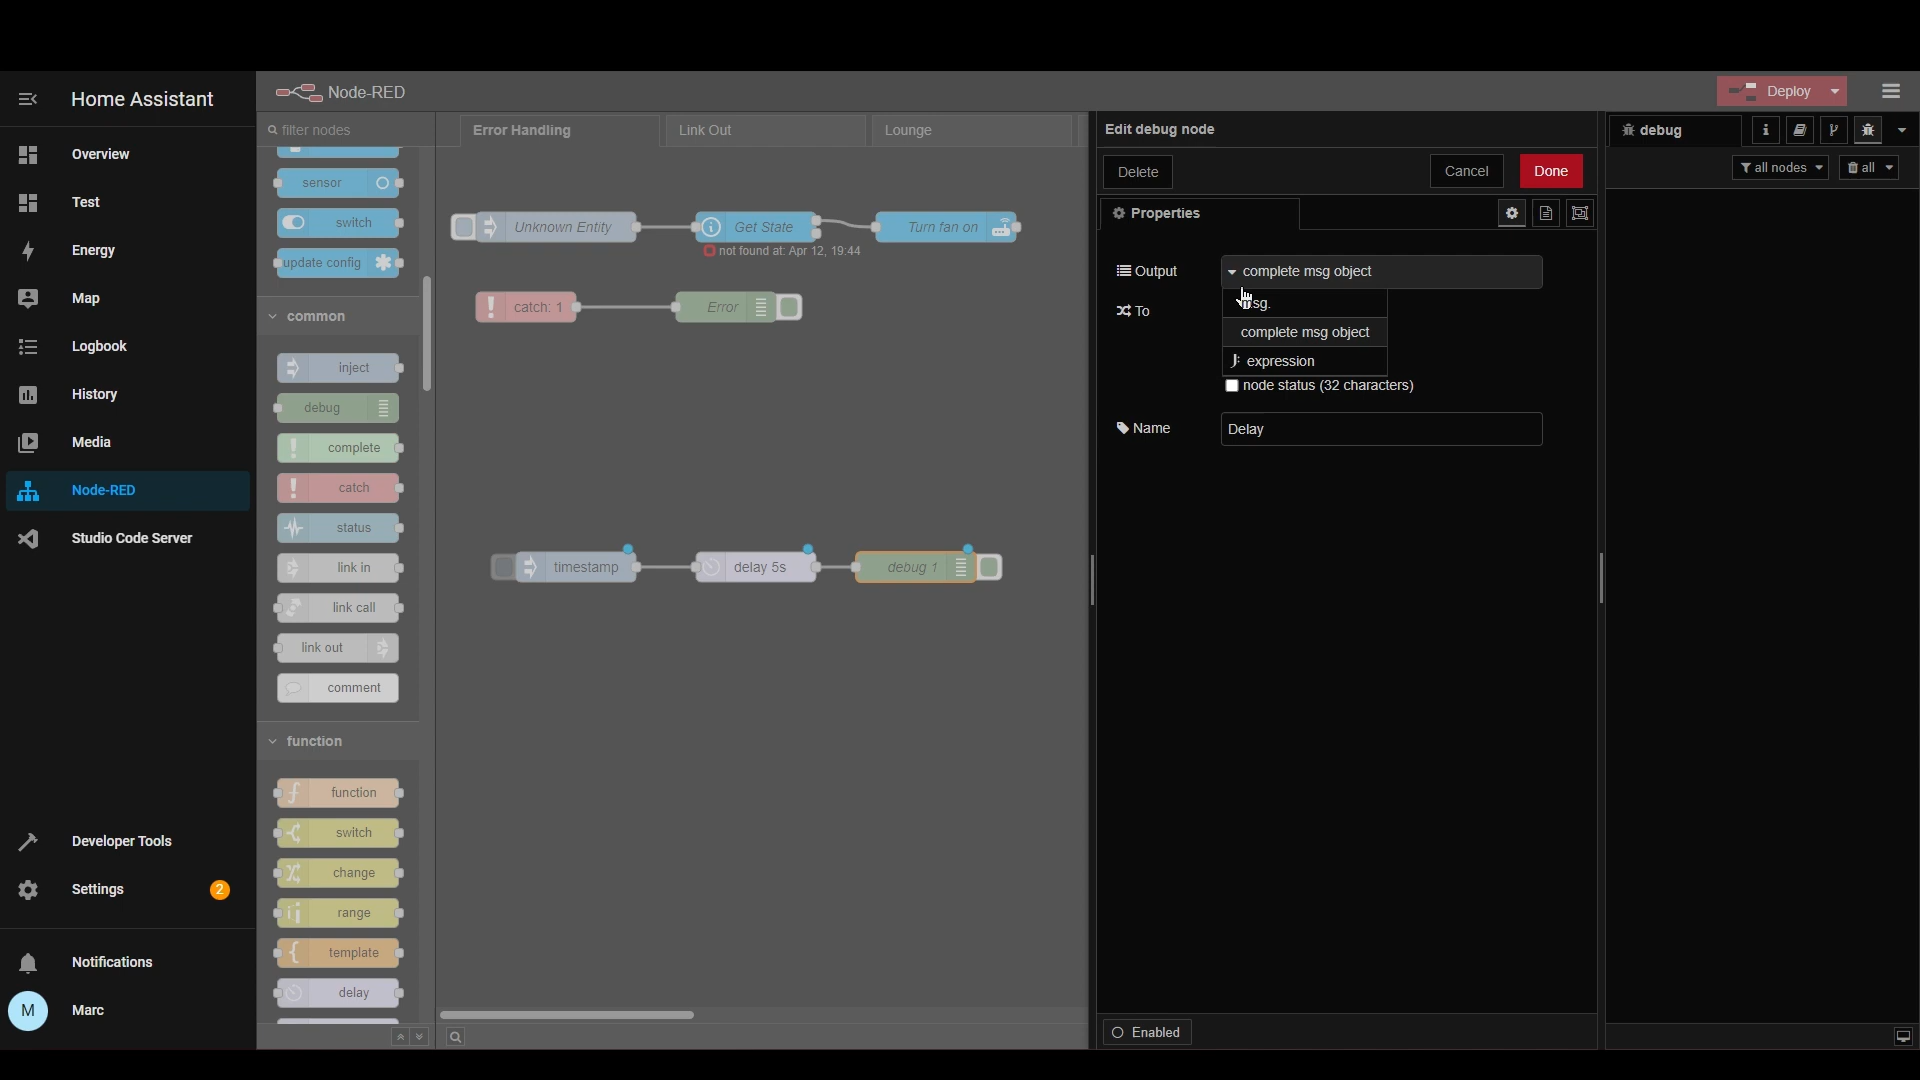 Home Assistant
Overview
Test
Energy
Map
Logbook
History
Media
Node-RED
Studio Code Server
Developer Tools
Settings
2
Notifications
M
Marc
Node-RED
Deploy
filter nodes
sensor
switch
update config
common
inject
debug
complete
catch
status
link in
link call
link out
comment
function
function
switch
change
range
template
delay
Error Handling
Link Out
Lounge
Unknown Entity
Get State
Turn fan on
not found at: Apr 12, 19:44
catch: 1
Error
timestamp
delay 5s
debug 1
Edit debug node
Delete
Cancel
Done
Properties
Output
complete msg object
To
complete msg object
expression
node status (32 characters)
Name
Delay
Enabled
debug
all nodes
all